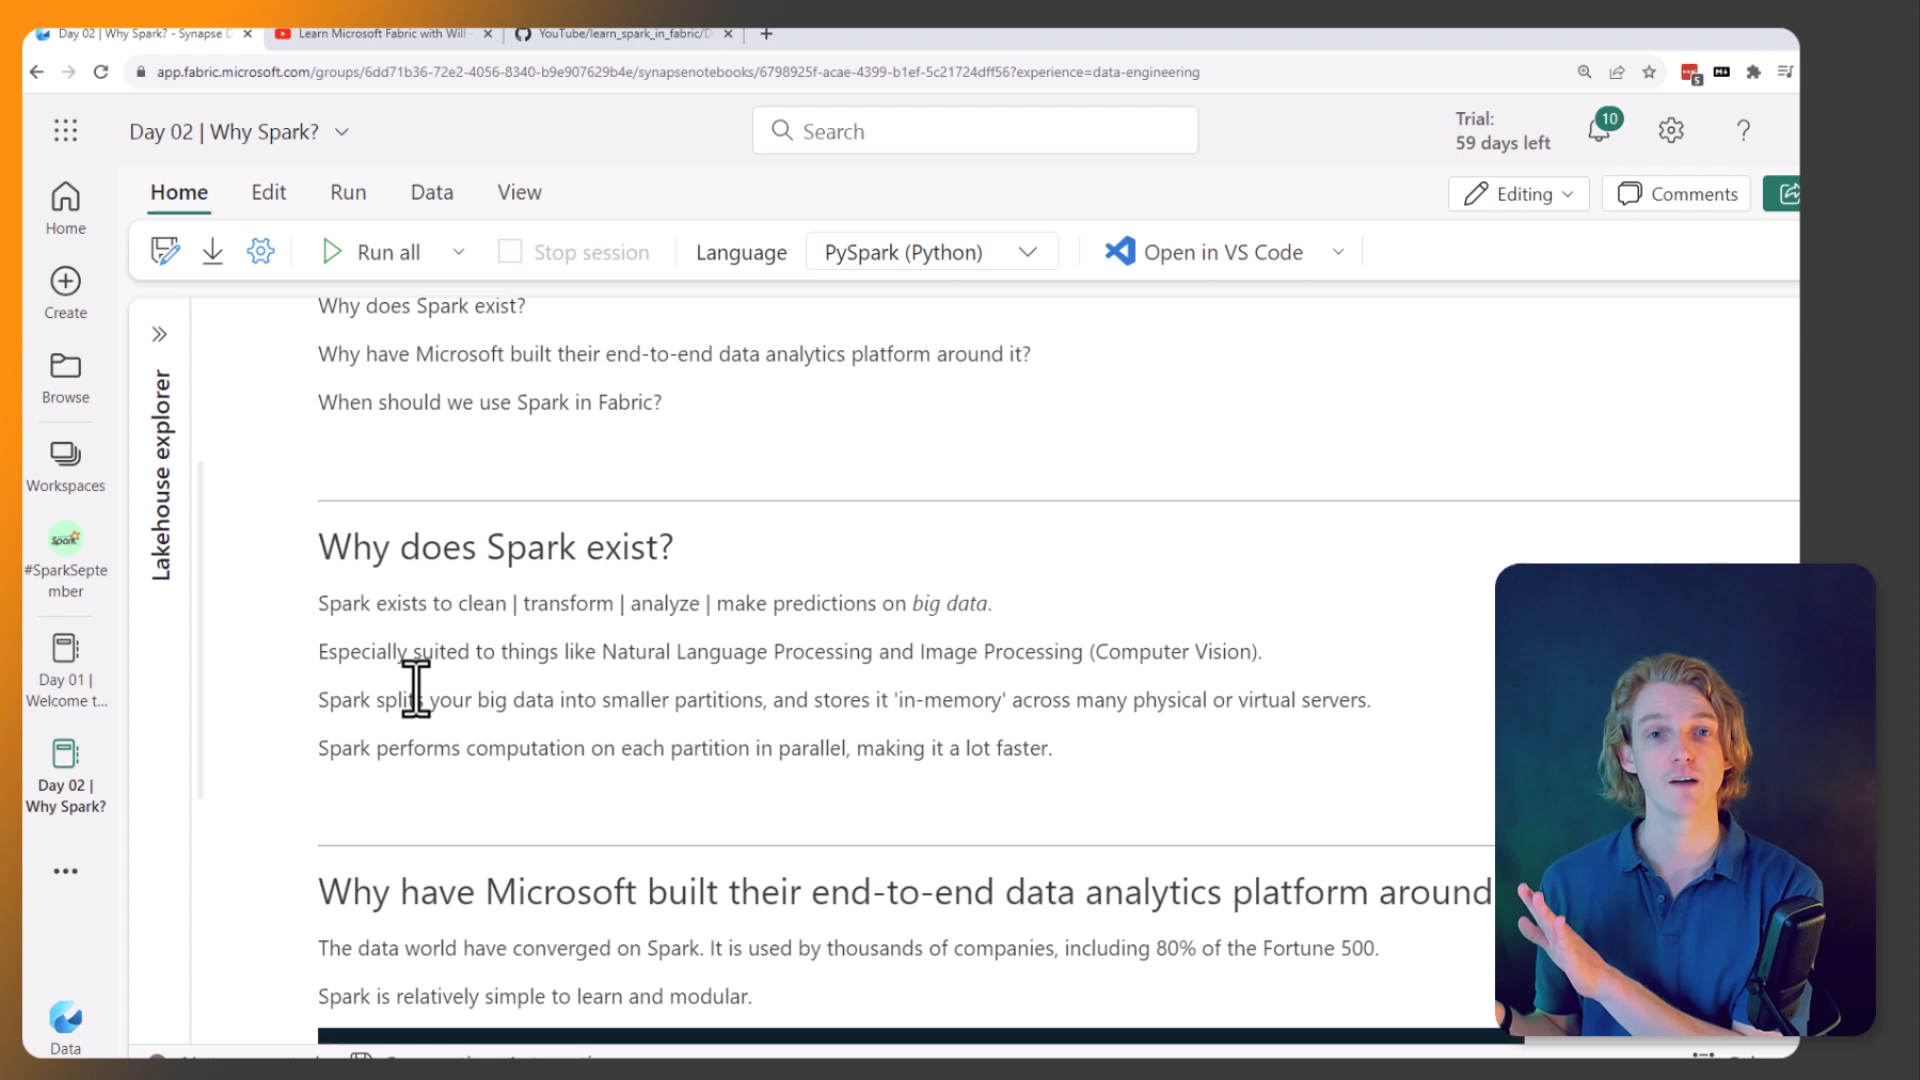 Day 02 | Why Spark? - Synapse D
Learn Microsoft Fabric with Will
YouTube/learn_spark_in_fabric/D
app.fabric.microsoft.com/groups/6dd71b36-72e2-4056-8340-b9e907629b4e/synapsenotebooks/6798925f-acae-4399-b1ef-5c21724dff56?experience=data-engineering
5
Day 02 | Why Spark?
Search
Trial:
59 days left
10
Home
Edit
Run
Data
View
Editing
Comments
Run all
Stop session
Language
PySpark (Python)
Open in VS Code
Home
Create
Browse
Workspaces
Spark
#SparkSepte
mber
Day 01 |
Welcome t...
Day 02 |
Why Spark?
Data
Lakehouse explorer
Why does Spark exist?
Why have Microsoft built their end-to-end data analytics platform around it?
When should we use Spark in Fabric?
Why does Spark exist?
Spark exists to clean | transform | analyze | make predictions on big data.
Especially suited to things like Natural Language Processing and Image Processing (Computer Vision).
Spark splits your big data into smaller partitions, and stores it 'in-memory' across many physical or virtual servers.
Spark performs computation on each partition in parallel, making it a lot faster.
Why have Microsoft built their end-to-end data analytics platform around
The data world have converged on Spark. It is used by thousands of companies, including 80% of the Fortune 500.
Spark is relatively simple to learn and modular.